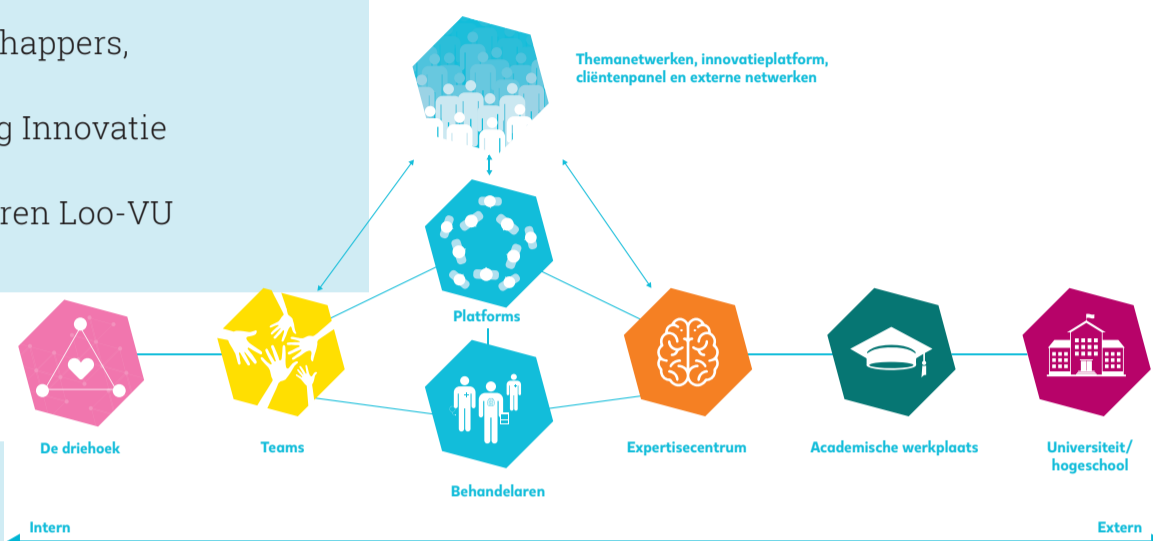 happers,
g Innovatie
ren Loo-VU
Themanetwerken, innovatieplatform,
cliëntenpanel en externe netwerken
Platforms
De driehoek
Teams
Behandelaren
Expertisecentrum
Academische werkplaats
Universiteit/
hogeschool
Intern
Extern